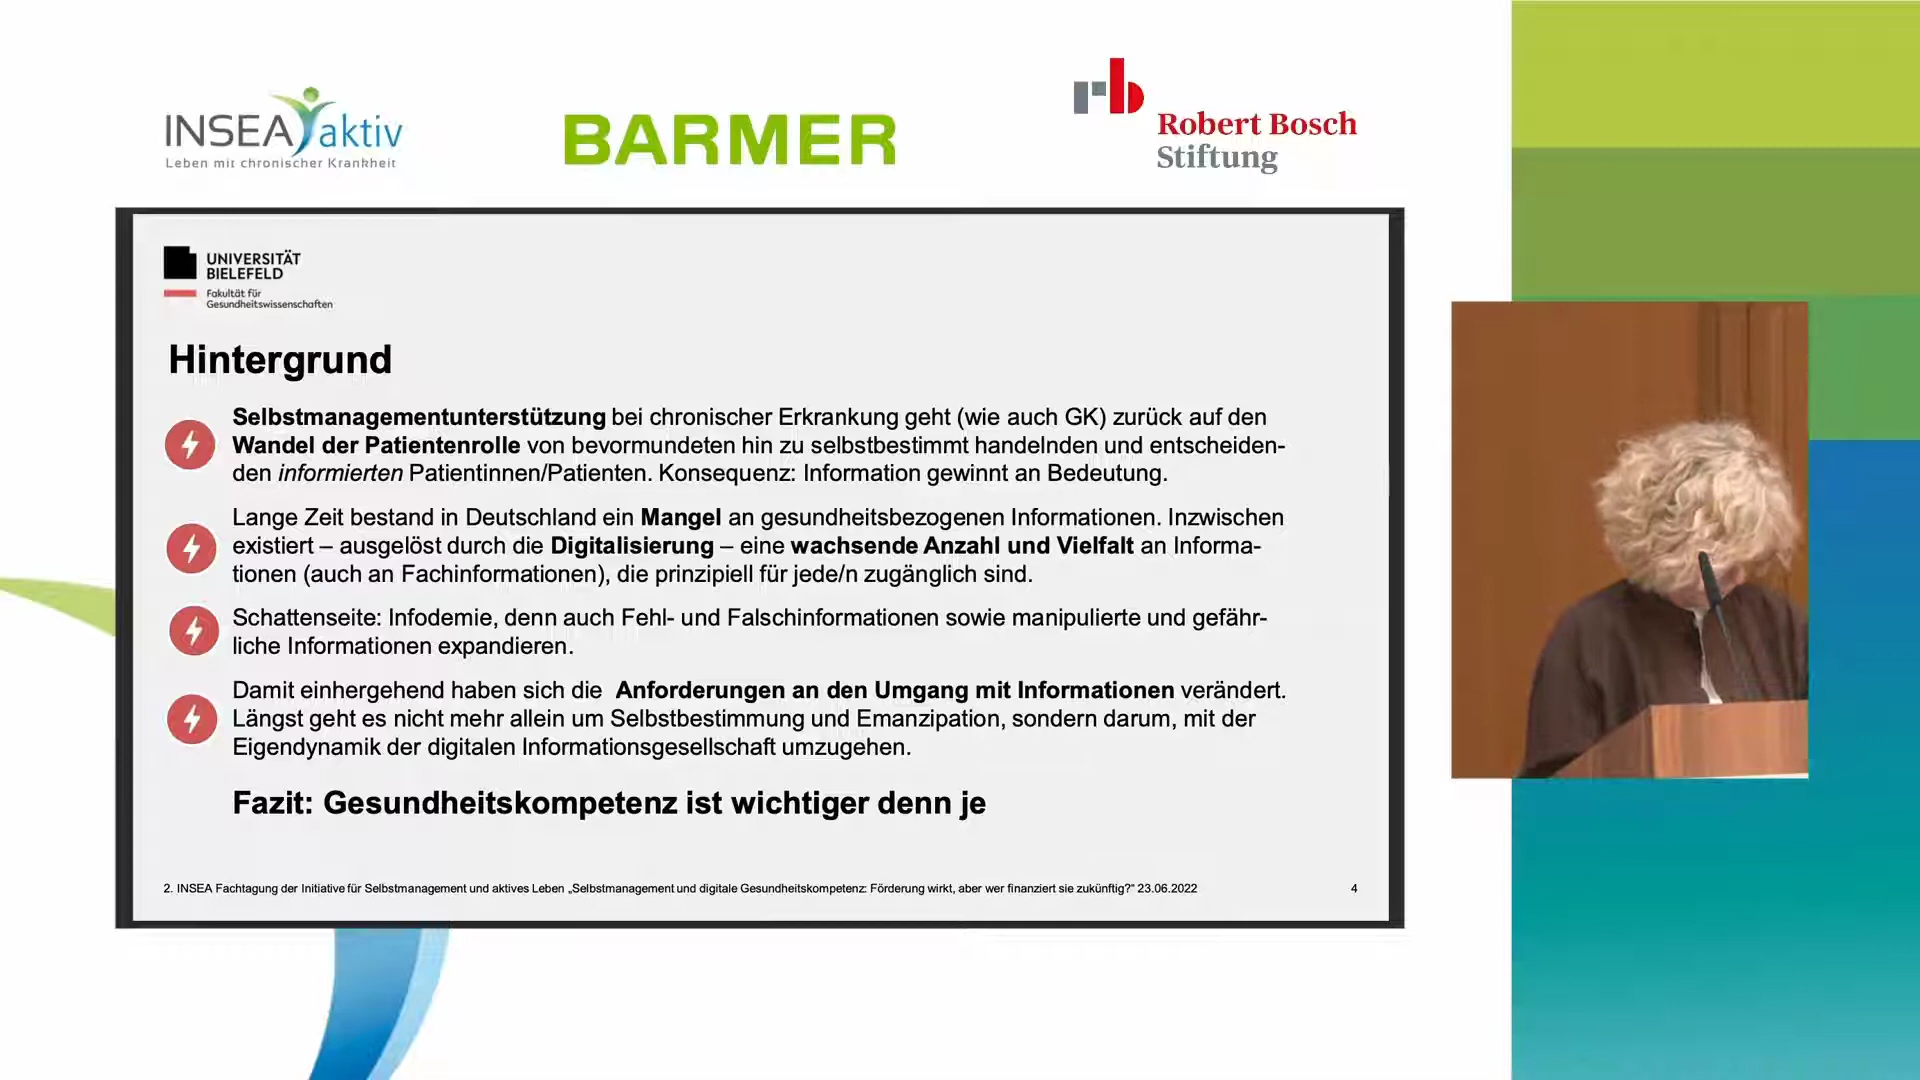 INSEA aktiv
Leben mit chronischer Krankheit
BARMER
rb
Robert Bosch
Stiftung
UNIVERSITÄT
BIELEFELD
Fakultät für
Gesundheitswissenschaften
Hintergrund
Selbstmanagementunterstützung bei chronischer Erkrankung geht (wie auch GK) zurück auf den
Wandel der Patientenrolle von bevormundeten hin zu selbstbestimmt handelnden und entscheiden-
den informierten Patientinnen/Patienten. Konsequenz: Information gewinnt an Bedeutung.
Lange Zeit bestand in Deutschland ein Mangel an gesundheitsbezogenen Informationen. Inzwischen
existiert – ausgelöst durch die Digitalisierung – eine wachsende Anzahl und Vielfalt an Informa-
tionen (auch an Fachinformationen), die prinzipiell für jede/n zugänglich sind.
Schattenseite: Infodemie, denn auch Fehl- und Falschinformationen sowie manipulierte und gefähr-
liche Informationen expandieren.
Damit einhergehend haben sich die Anforderungen an den Umgang mit Informationen verändert.
Längst geht es nicht mehr allein um Selbstbestimmung und Emanzipation, sondern darum, mit der
Eigendynamik der digitalen Informationsgesellschaft umzugehen.
Fazit: Gesundheitskompetenz ist wichtiger denn je
2. INSEA Fachtagung der Initiative für Selbstmanagement und aktives Leben „Selbstmanagement und digitale Gesundheitskompetenz: Förderung wirkt, aber wer finanziert sie zukünftig?“ 23.06.2022
4